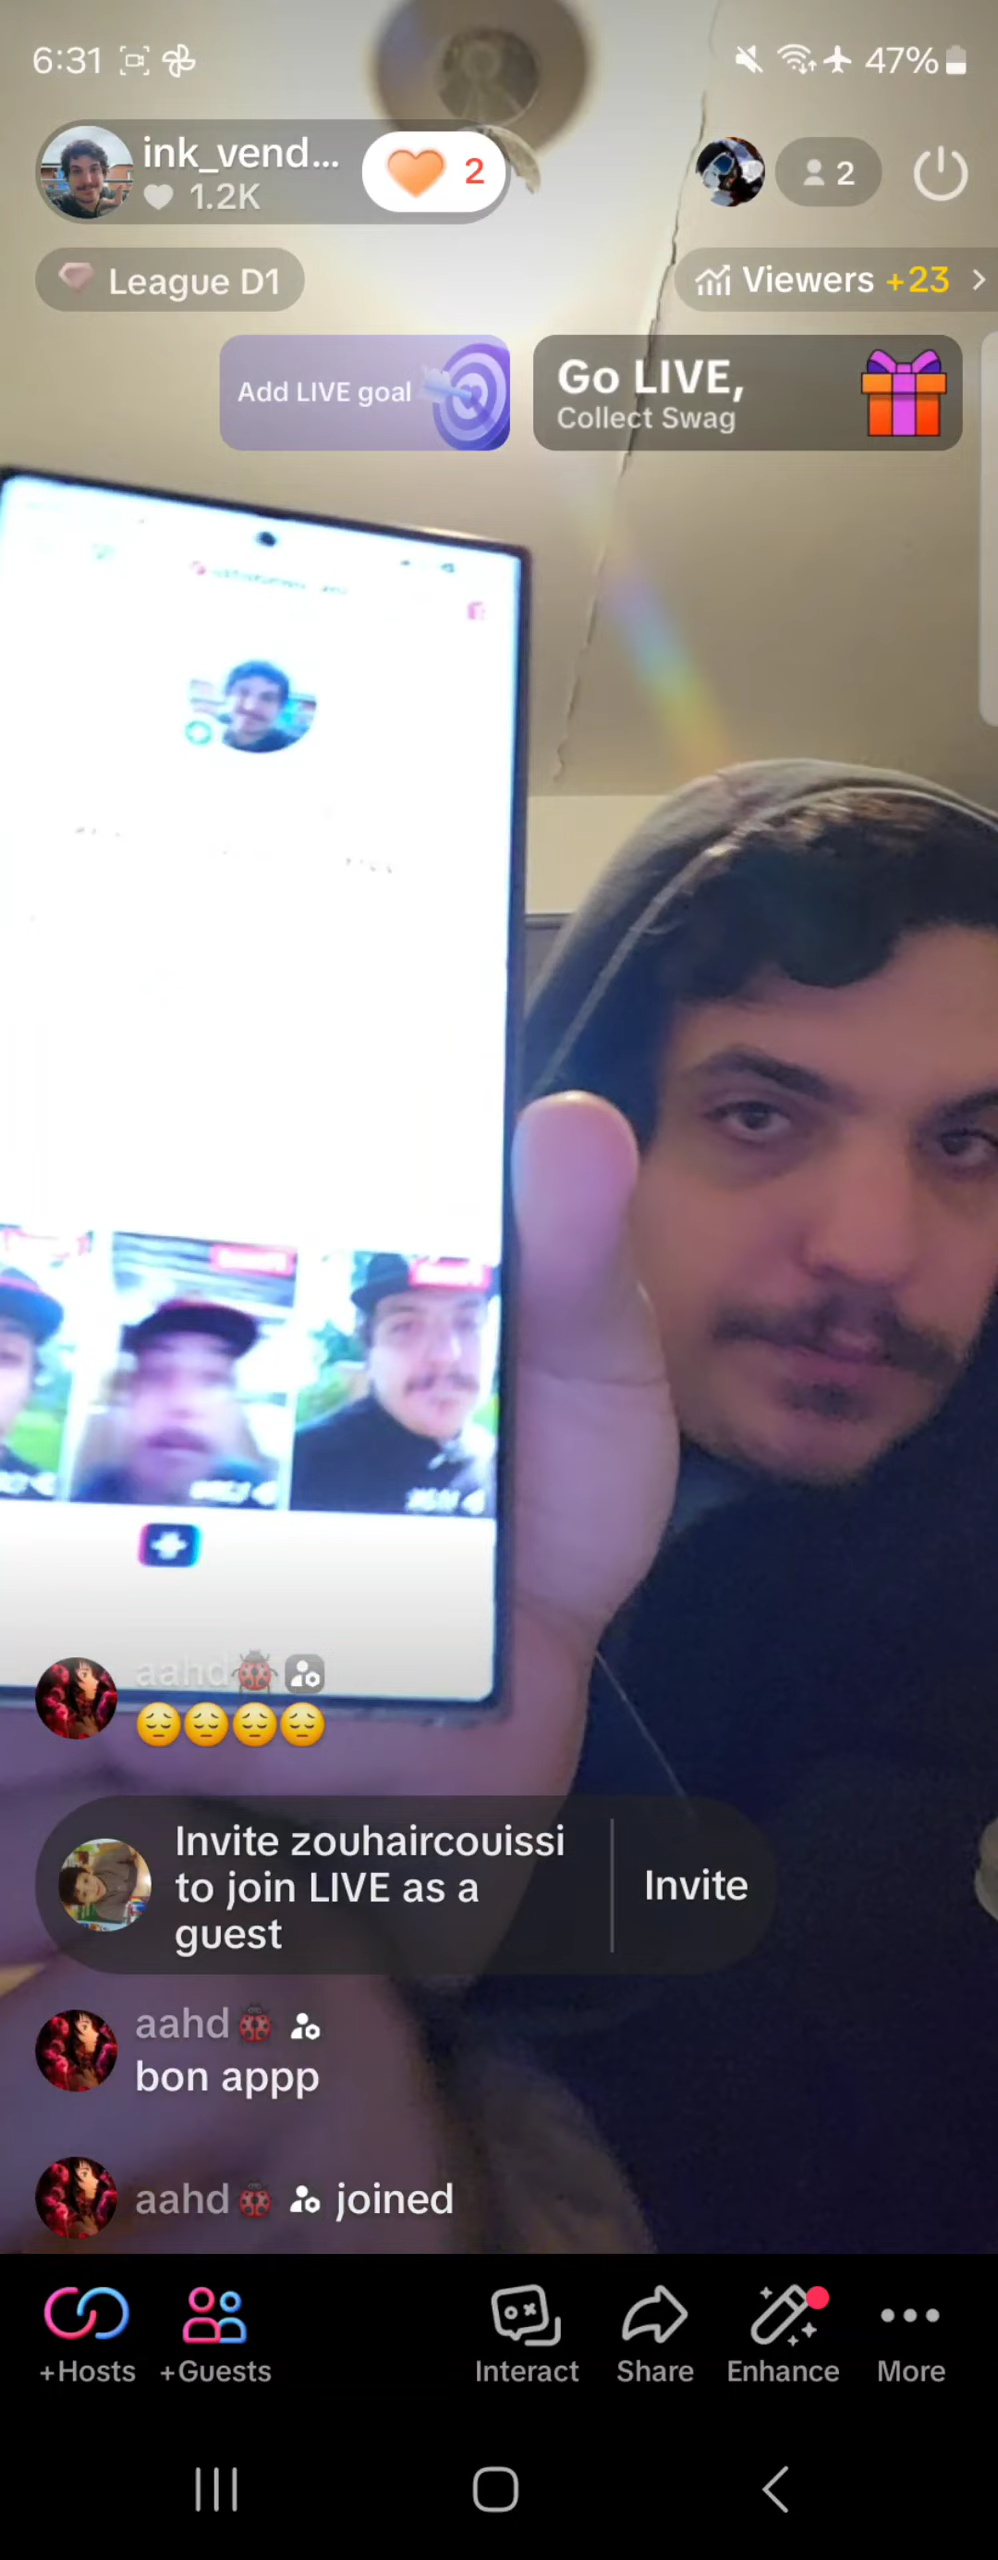 6:31
47%
ink_vend...
1.2K
2
2
League D1
Viewers +23 >
Add LIVE goal
Go LIVE,
Collect Swag
aahd🐞
😔😔😔😔
Invite zouhaircouissi
to join LIVE as a
guest
Invite
aahd🐞
bon appp
aahd🐞 joined
+Hosts
+Guests
Interact
Share
Enhance
More